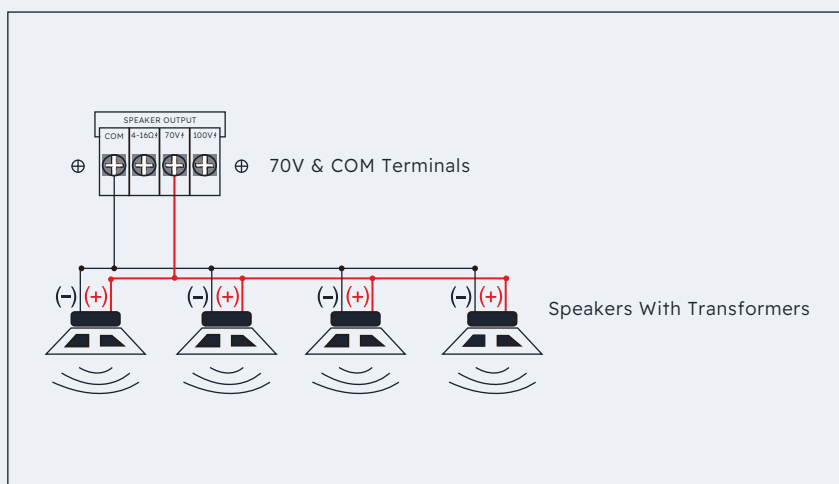 SPEAKER OUTPUT
COM 4-16Ω⚡ 70V⚡ 100V⚡
70V & COM Terminals
(-) (+) (-) (+) (-) (+) (-) (+)
Speakers With Transformers